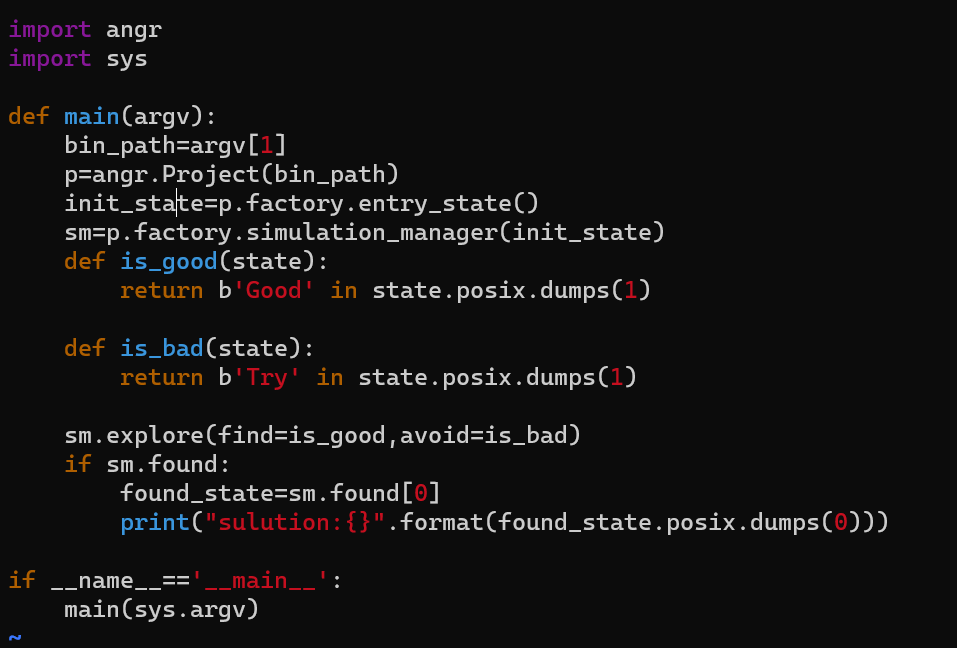 import angr
import sys

def main(argv):
    bin_path=argv[1]
    p=angr.Project(bin_path)
    init_state=p.factory.entry_state()
    sm=p.factory.simulation_manager(init_state)
    def is_good(state):
        return b'Good' in state.posix.dumps(1)

    def is_bad(state):
        return b'Try' in state.posix.dumps(1)

    sm.explore(find=is_good,avoid=is_bad)
    if sm.found:
        found_state=sm.found[0]
        print("sulution:{}".format(found_state.posix.dumps(0)))

if __name__=='__main__':
    main(sys.argv)
~